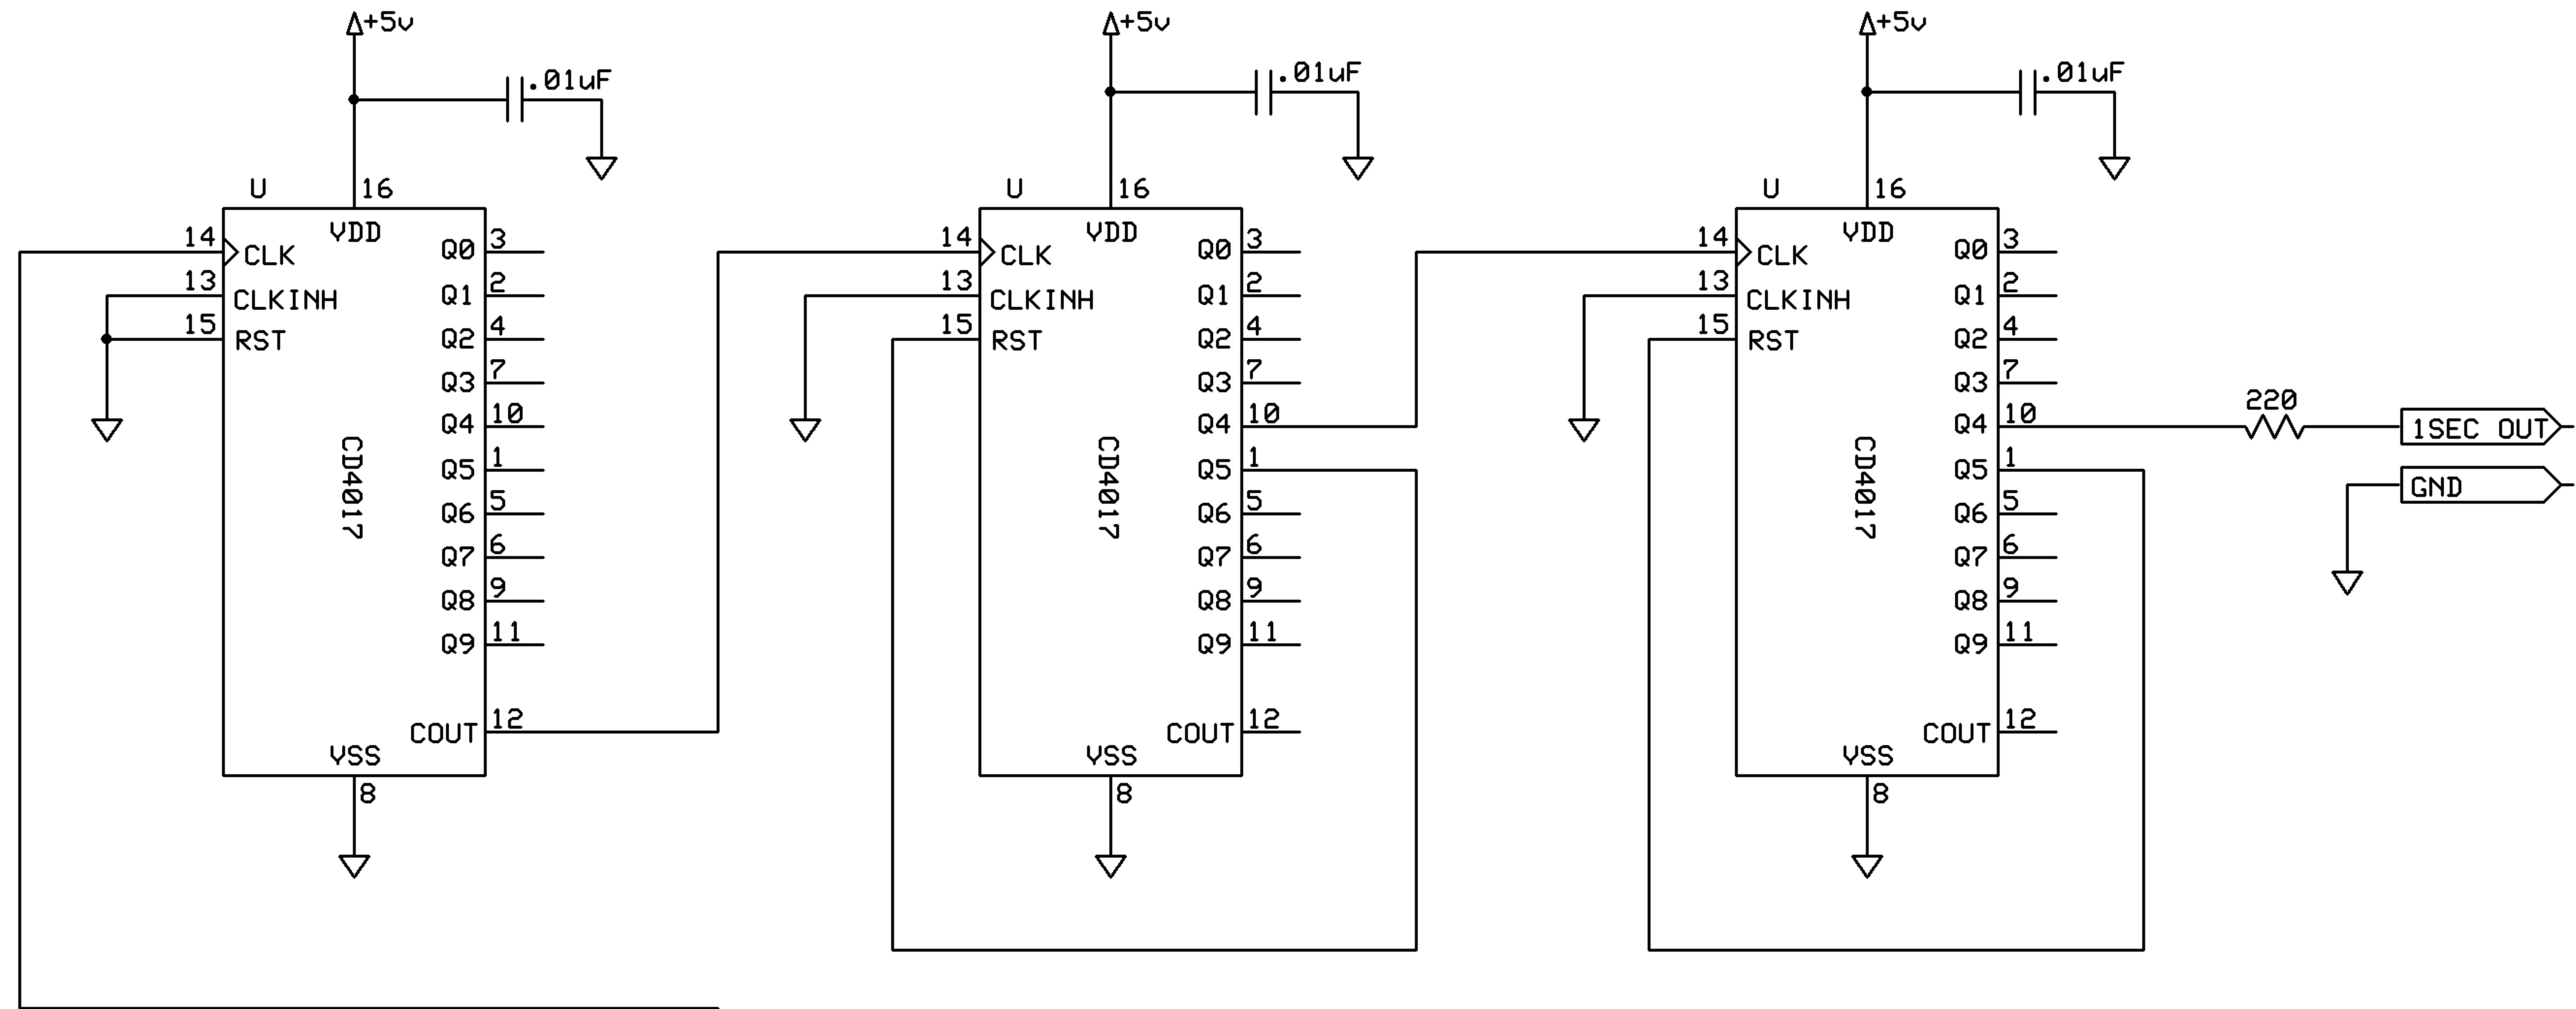 +5v
+5v
+5v
.01uF
.01uF
.01uF
U
16
14
CLK
13
CLKINH
15
RST
VDD
Q0
3
Q1
2
Q2
4
Q3
7
Q4
10
Q5
1
Q6
5
Q7
6
Q8
9
Q9
11
COUT
12
CD4017
VSS
8
U
16
14
CLK
13
CLKINH
15
RST
VDD
Q0
3
Q1
2
Q2
4
Q3
7
Q4
10
Q5
1
Q6
5
Q7
6
Q8
9
Q9
11
COUT
12
CD4017
VSS
8
U
16
14
CLK
13
CLKINH
15
RST
VDD
Q0
3
Q1
2
Q2
4
Q3
7
Q4
10
Q5
1
Q6
5
Q7
6
Q8
9
Q9
11
COUT
12
CD4017
VSS
8
220
1SEC OUT
GND